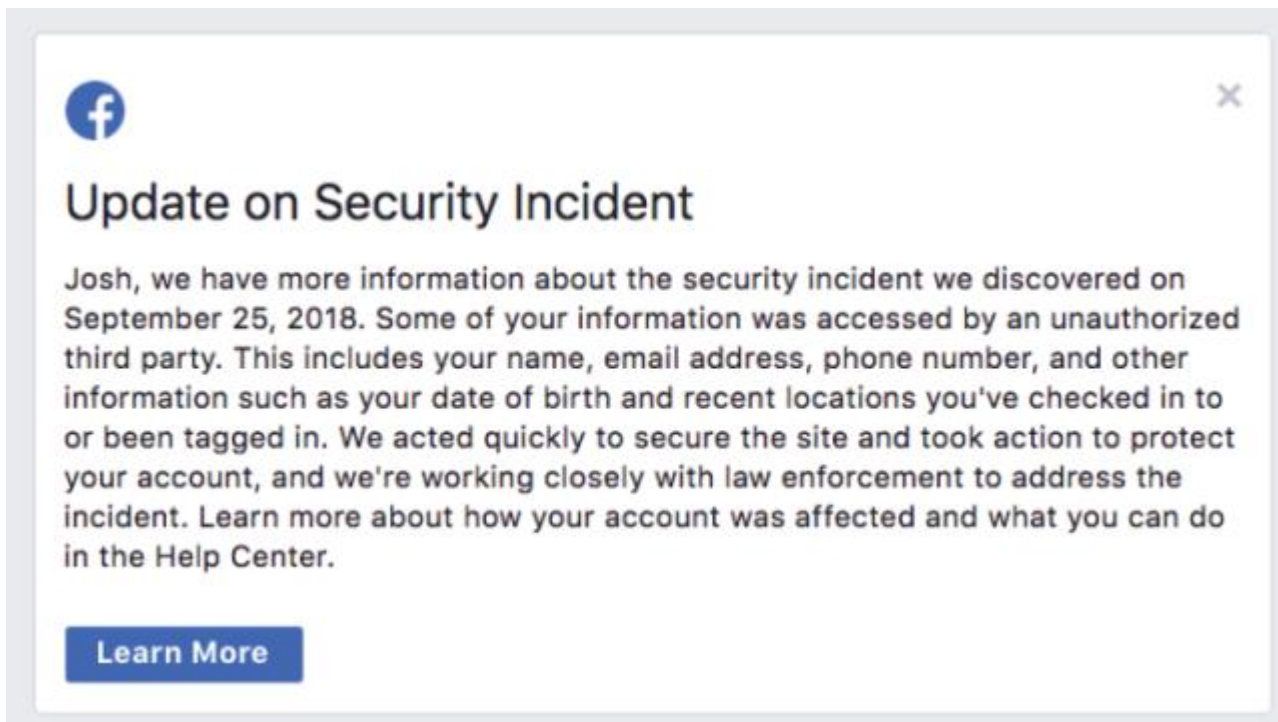 Update on Security Incident
Josh, we have more information about the security incident we discovered on
September 25, 2018. Some of your information was accessed by an unauthorized
third party. This includes your name, email address, phone number, and other
information such as your date of birth and recent locations you've checked in to
or been tagged in. We acted quickly to secure the site and took action to protect
your account, and we're working closely with law enforcement to address the
incident. Learn more about how your account was affected and what you can do
in the Help Center.
Learn More